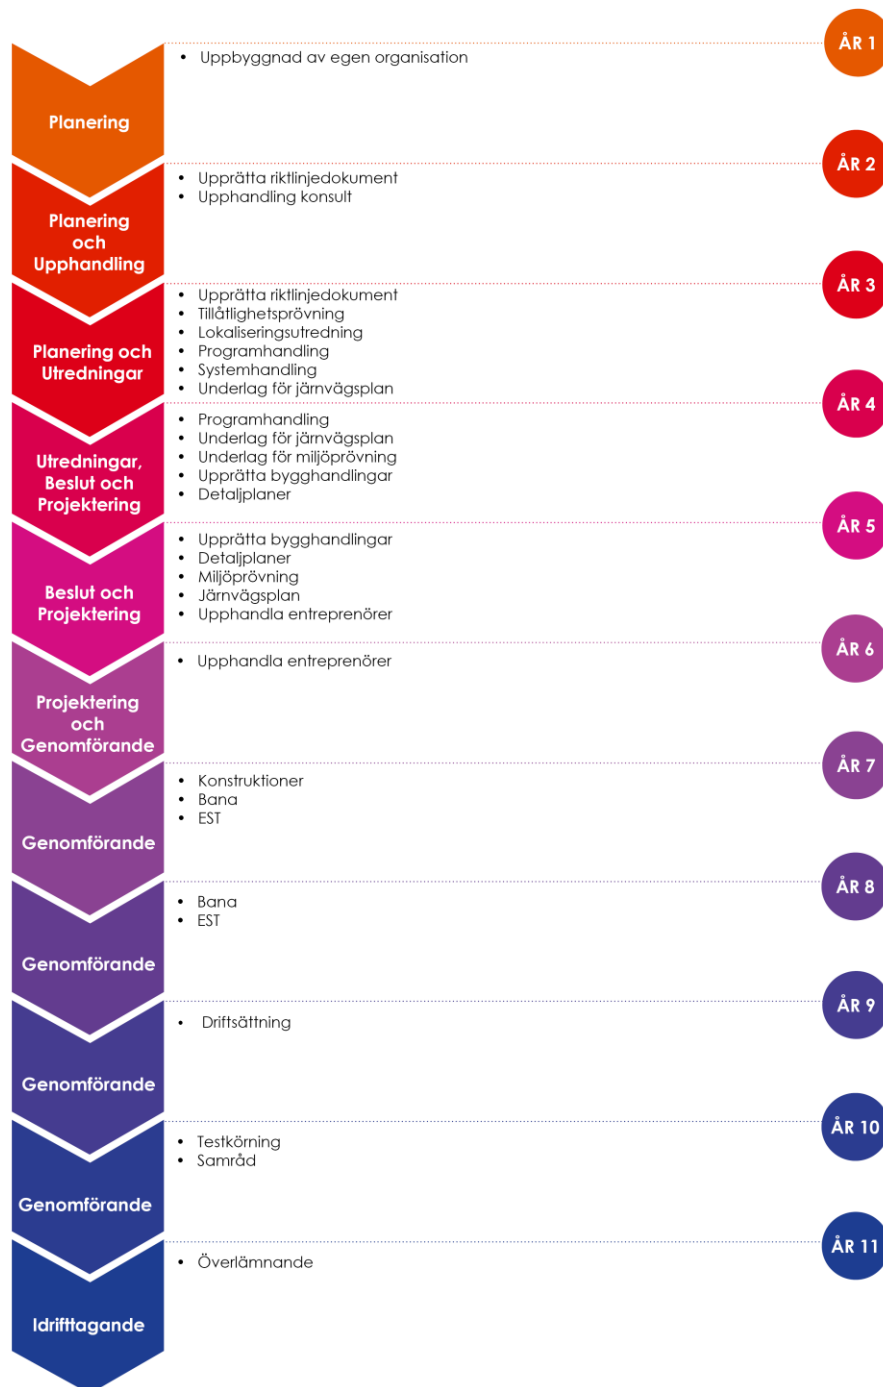 ÅR 1
• Uppbyggnad av egen organisation
Planering
ÅR 2
• Upprätta riktlinjedokument
• Upphandling konsult
Planering
och
Upphandling
ÅR 3
• Upprätta riktlinjedokument
• Tillåtlighetsprövning
• Lokaliseringsutredning
• Programhandling
• Systemhandling
• Underlag för järnvägsplan
Planering och
Utredningar
ÅR 4
• Programhandling
• Underlag för järnvägsplan
• Underlag för miljöprövning
• Upprätta bygghandlingar
• Detaljplaner
Utredningar,
Beslut och
Projektering
ÅR 5
• Upprätta bygghandlingar
• Detaljplaner
• Miljöprövning
• Järnvägsplan
• Upphandla entreprenörer
Beslut och
Projektering
ÅR 6
• Upphandla entreprenörer
Projektering
och
Genomförande
ÅR 7
• Konstruktioner
• Bana
• EST
Genomförande
ÅR 8
• Bana
• EST
Genomförande
ÅR 9
• Driftsättning
Genomförande
ÅR 10
• Testkörning
• Samråd
Genomförande
ÅR 11
• Överlämnande
Idrifttagande